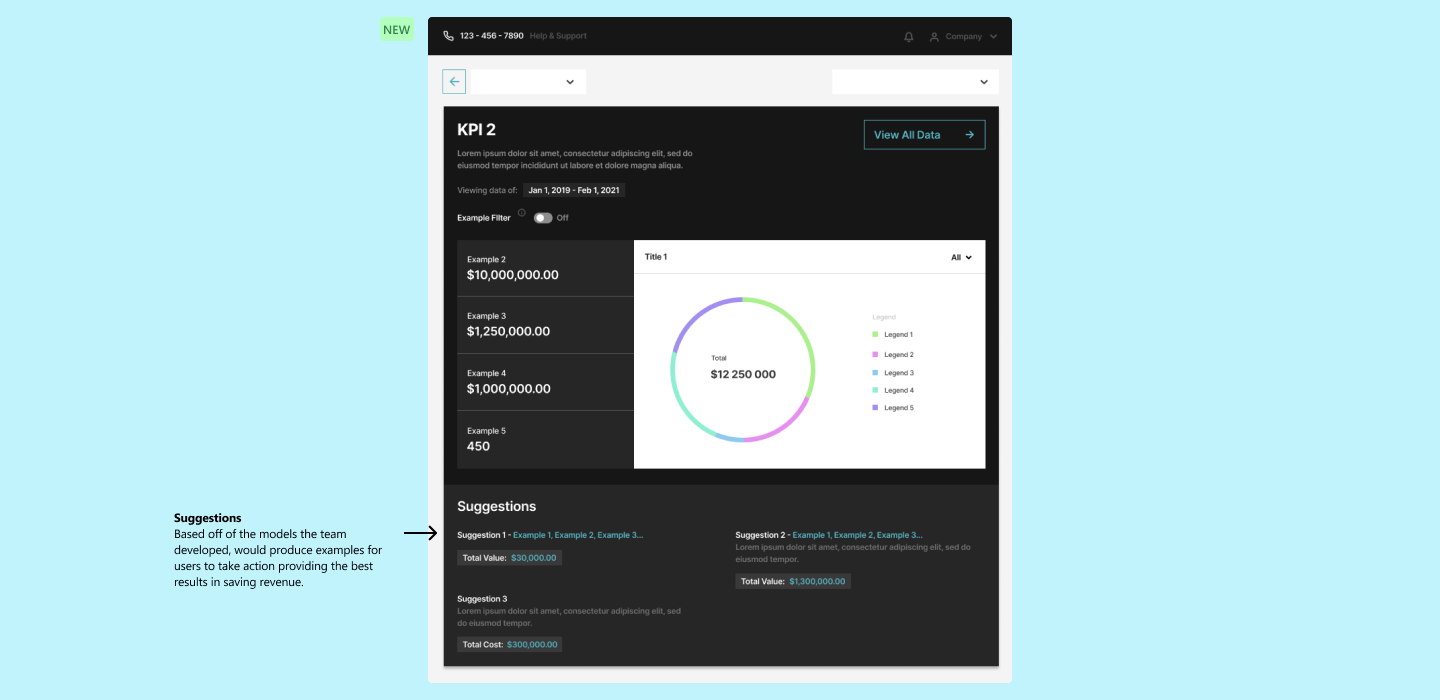 NEW
123 - 456 - 7890 Help & Support
Company
KPI 2
View All Data
Lorem ipsum dolor sit amet, consectetur adipiscing elit, sed do
eiusmod tempor incididunt ut labore et dolore magna aliqua.
Viewing data of: Jan 1, 2019 - Feb 1, 2021
Example Filter Off
Example 2
$10,000,000.00
Example 3
$1,250,000.00
Example 4
$1,000,000.00
Example 5
450
Title 1
All
Total
$12 250 000
Legend
Legend 1
Legend 2
Legend 3
Legend 4
Legend 5
Suggestions
Based off of the models the team
developed, would produce examples for
users to take action providing the best
results in saving revenue.
Suggestions
Suggestion 1 - Example 1, Example 2, Example 3...
Total Value: $30,000.00
Suggestion 2 - Example 1, Example 2, Example 3...
Lorem ipsum dolor sit amet, consectetur adipiscing elit, sed do
eiusmod tempor.
Total Value: $1,300,000.00
Suggestion 3
Lorem ipsum dolor sit amet, consectetur adipiscing elit, sed
do eiusmod tempor.
Total Cost: $300,000.00